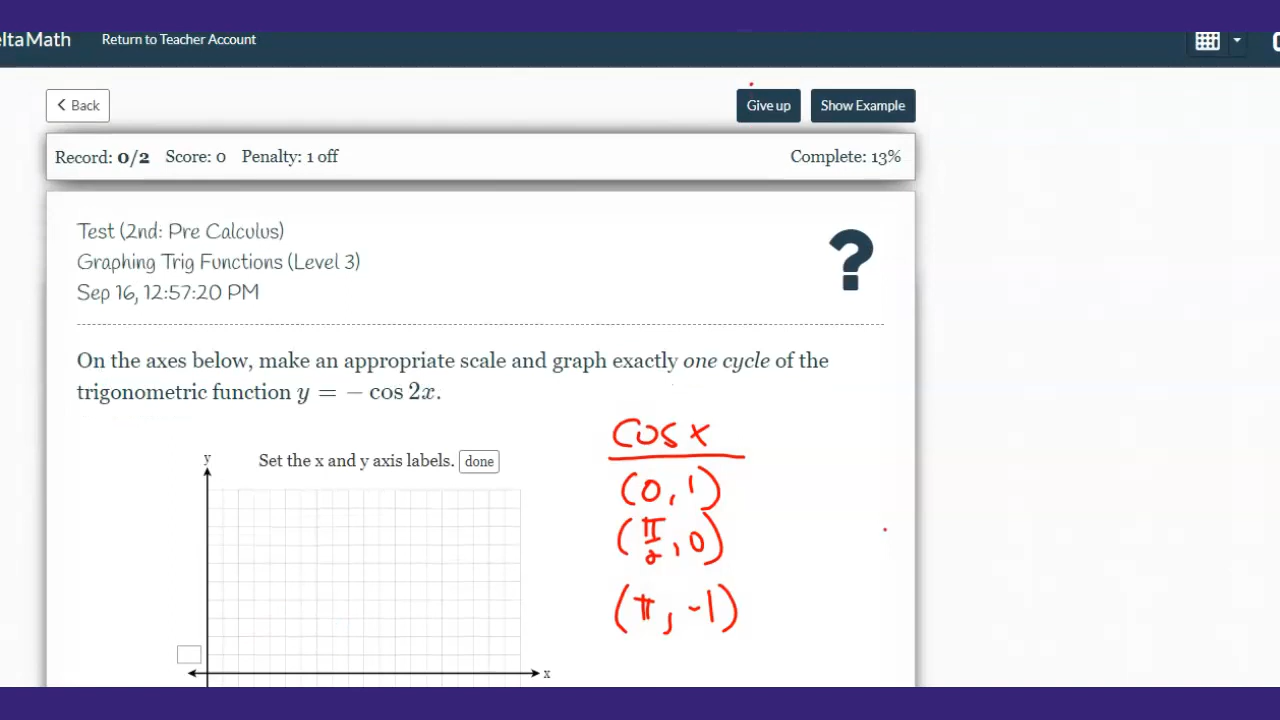 eltaMath Return to Teacher Account
Back Give up Show Example
Record: 0/2 Score: 0 Penalty: 1 off Complete: 13%
Test (2nd: Pre Calculus)
Graphing Trig Functions (Level 3)
Sep 16, 12:57:20 PM
?
On the axes below, make an appropriate scale and graph exactly one cycle of the
trigonometric function y = − cos 2x.
cos x
y Set the x and y axis labels. done
(0, 1)
(π/2, 0)
(π, -1)
x